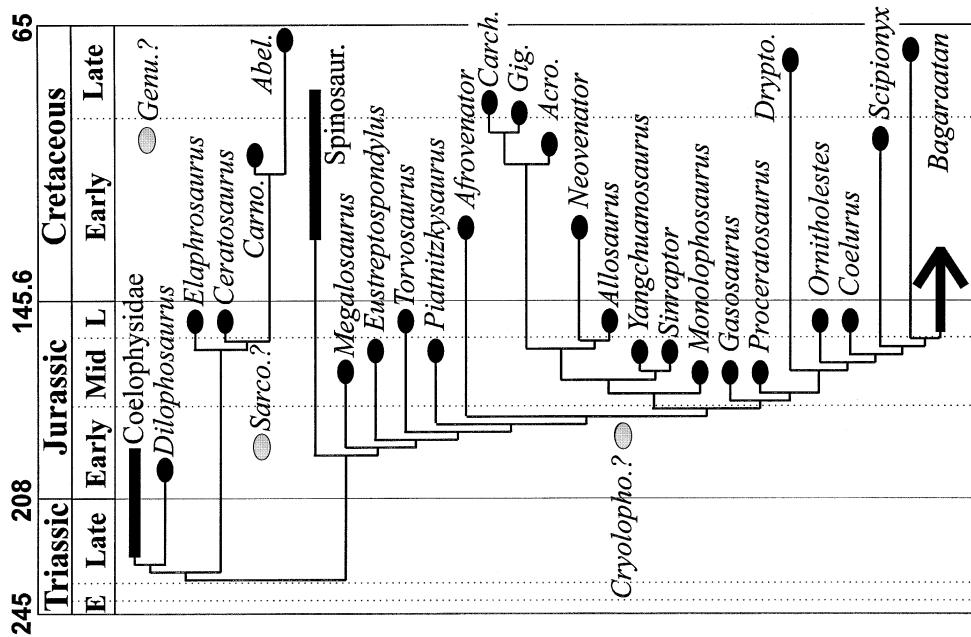 245
208
145.6
65
Triassic
Jurassic
Cretaceous
E
Late
Early
Mid
L
Early
Late
Coelophysidae
Dilophosaurus
Genu.?
Elaphrosaurus
Ceratosaurus
Carno.
Abel.
Sarco.?
Spinosaur.
Megalosaurus
Eustreptospondylus
Torvosaurus
Piatnitzkysaurus
Afrovenator
Carch.
Gig.
Acro.
Neovenator
Allosaurus
Yangchuanosaurus
Sinraptor
Cryolopho.?
Monolophosaurus
Gasosaurus
Proceratosaurus
Drypto.
Ornitholestes
Coelurus
Scipionyx
Bagaraatan